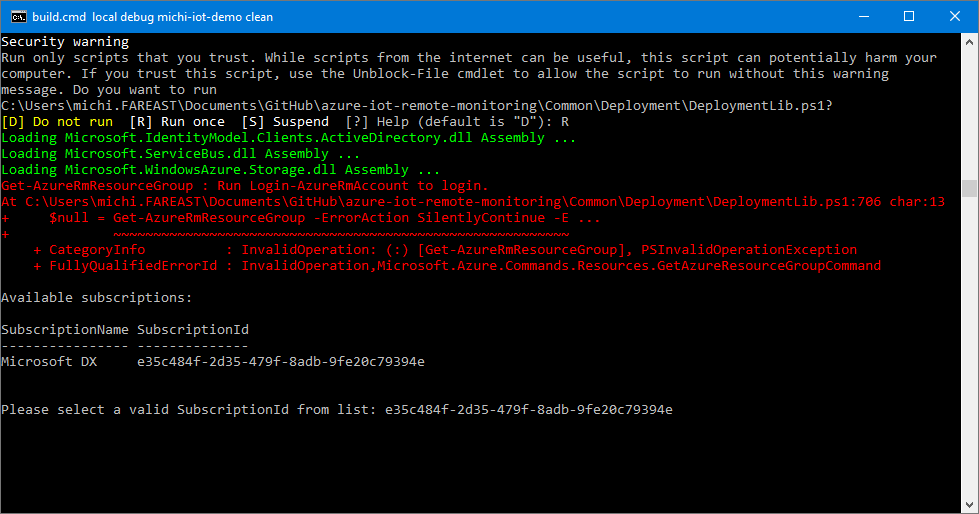 build.cmd  local debug michi-iot-demo clean
Security warning
Run only scripts that you trust. While scripts from the internet can be useful, this script can potentially harm your
computer. If you trust this script, use the Unblock-File cmdlet to allow the script to run without this warning
message. Do you want to run
C:\Users\michi.FAREAST\Documents\GitHub\azure-iot-remote-monitoring\Common\Deployment\DeploymentLib.ps1?
[D] Do not run  [R] Run once  [S] Suspend  [?] Help (default is "D"): R
Loading Microsoft.IdentityModel.Clients.ActiveDirectory.dll Assembly ...
Loading Microsoft.ServiceBus.dll Assembly ...
Loading Microsoft.WindowsAzure.Storage.dll Assembly ...
Get-AzureRmResourceGroup : Run Login-AzureRmAccount to login.
At C:\Users\michi.FAREAST\Documents\GitHub\azure-iot-remote-monitoring\Common\Deployment\DeploymentLib.ps1:706 char:13
+     $null = Get-AzureRmResourceGroup -ErrorAction SilentlyContinue -E ...
+             ~~~~~~~~~~~~~~~~~~~~~~~~~~~~~~~~~~~~~~~~~~~~~~~~~~~~~~~~~
    + CategoryInfo          : InvalidOperation: (:) [Get-AzureRmResourceGroup], PSInvalidOperationException
    + FullyQualifiedErrorId : InvalidOperation,Microsoft.Azure.Commands.Resources.GetAzureResourceGroupCommand
Available subscriptions:
SubscriptionName SubscriptionId
---------------- --------------
Microsoft DX     e35c484f-2d35-479f-8adb-9fe20c79394e
Please select a valid SubscriptionId from list: e35c484f-2d35-479f-8adb-9fe20c79394e